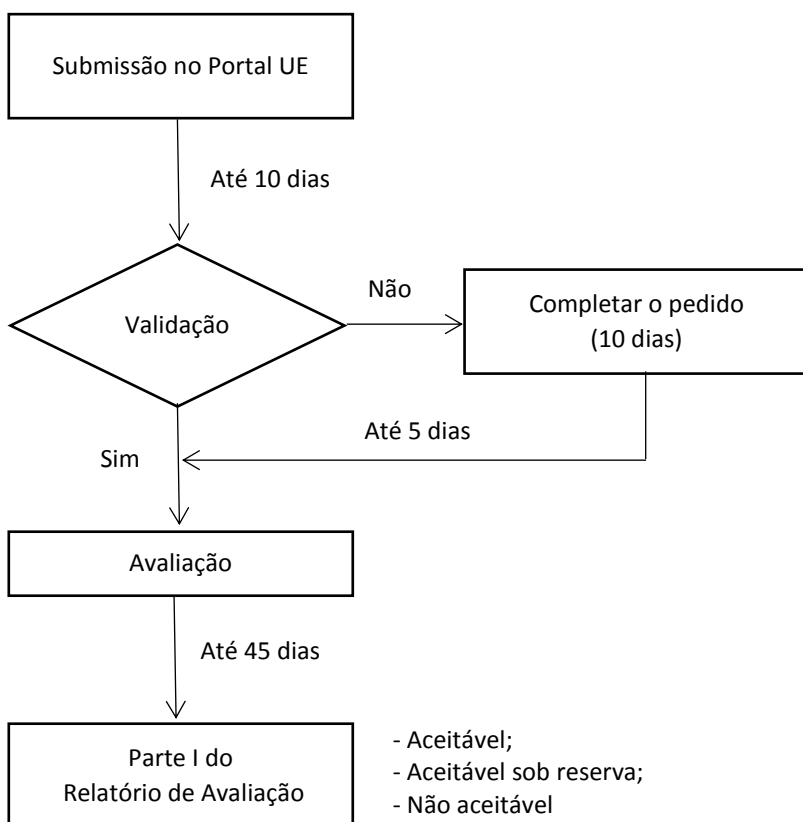 Submissão no Portal UE
Até 10 dias
Validação
Não
Completar o pedido
(10 dias)
Até 5 dias
Sim
Avaliação
Até 45 dias
Parte I do
Relatório de Avaliação
- Aceitável;
- Aceitável sob reserva;
- Não aceitável